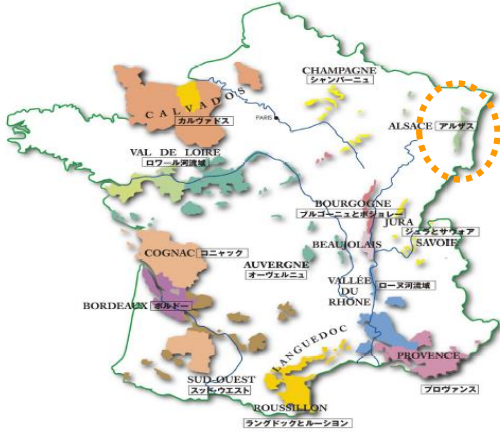 CHAMPAGNE
シャンパーニュ
CALVADOS
カルヴァドス
PARIS
ALSACE アルザス
VAL DE LOIRE
ロワール河流域
BOURGOGNE
ブルゴーニュとボジョレー
JURA
ジュラとサヴォア
SAVOIE
BEAUJOLAIS
COGNAC コニャック
AUVERGNE
オーヴェルニュ
VALLÉE
DU
RHÔNE
ローヌ河流域
BORDEAUX ボルドー
LANGUEDOC
PROVENCE
プロヴァンス
SUD-OUEST
スッド・ウエスト
ROUSSILLON
ラングドックとルーション